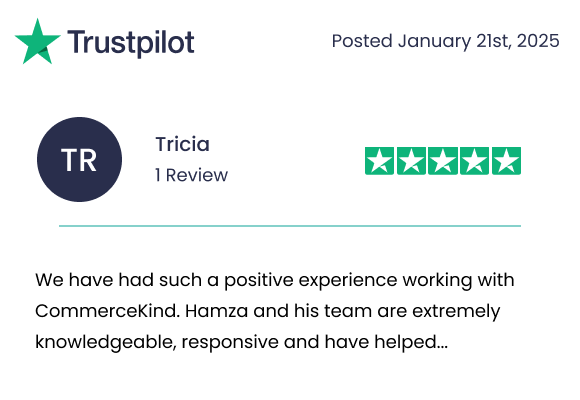 Trustpilot
Posted January 21st, 2025
TR
Tricia
1 Review
We have had such a positive experience working with
CommerceKind. Hamza and his team are extremely
knowledgeable, responsive and have helped...